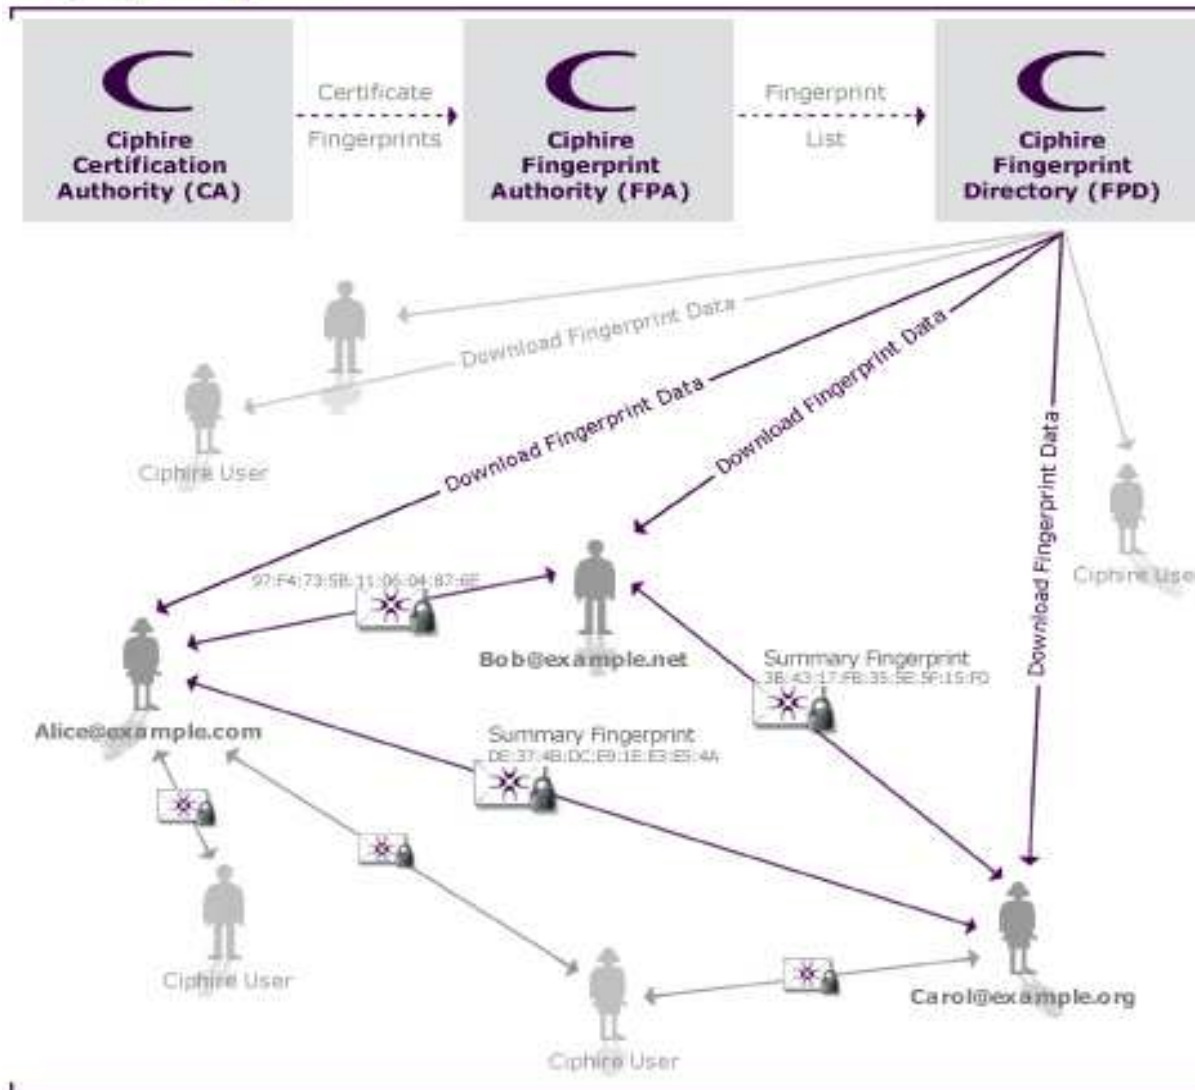 Ciphire
Certification
Authority (CA)
Certificate
Fingerprints
Ciphire
Fingerprint
Authority (FPA)
Fingerprint
List
Ciphire
Fingerprint
Directory (FPD)
Download Fingerprint Data
Download Fingerprint Data
Download Fingerprint Data
Download Fingerprint Data
Ciphire User
Ciphire User
97:F4:73:5B:11:06:04:87:6E
Bob@example.net
Summary Fingerprint
3B:43:17:FB:35:5E:5F:15:FD
Alice@example.com
Summary Fingerprint
DE:37:4B:DC:E9:1E:E3:E5:4A
Ciphire User
Carol@example.org
Ciphire User